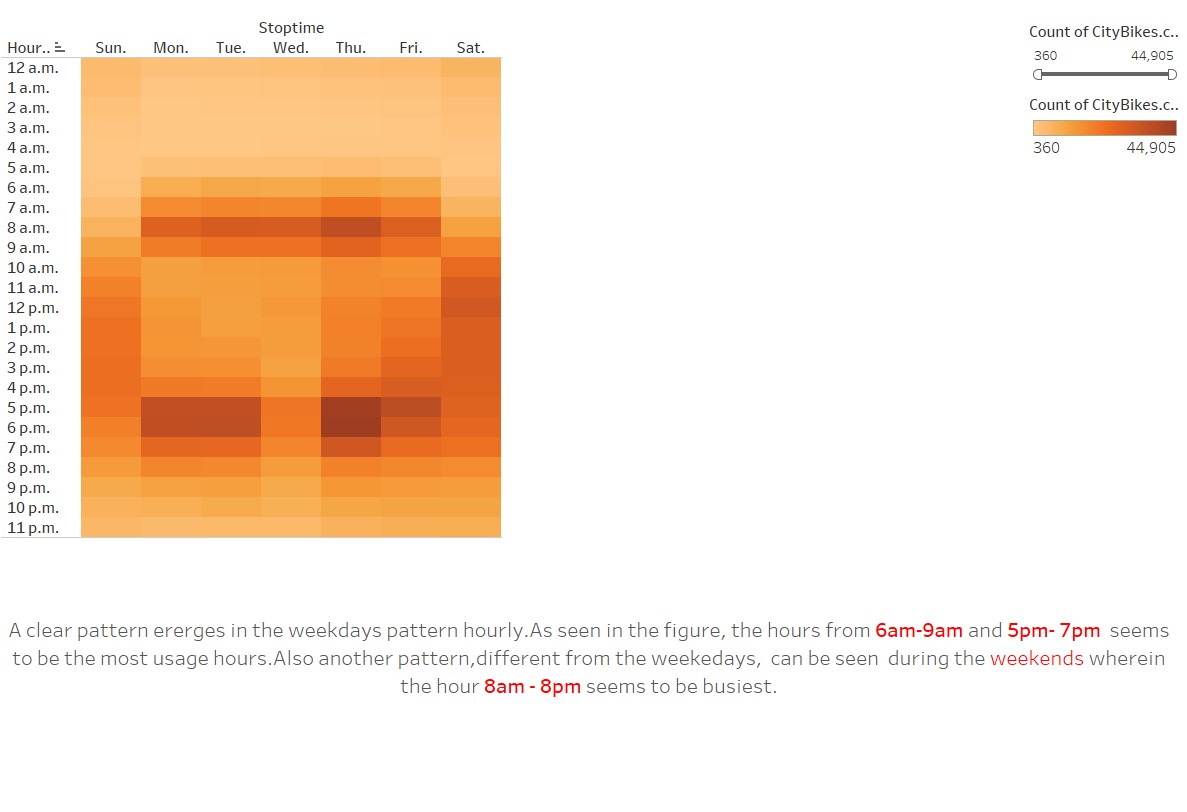 Stoptime
Hour.. Sun. Mon. Tue. Wed. Thu. Fri. Sat.
12 a.m.
1 a.m.
2 a.m.
3 a.m.
4 a.m.
5 a.m.
6 a.m.
7 a.m.
8 a.m.
9 a.m.
10 a.m.
11 a.m.
12 p.m.
1 p.m.
2 p.m.
3 p.m.
4 p.m.
5 p.m.
6 p.m.
7 p.m.
8 p.m.
9 p.m.
10 p.m.
11 p.m.
Count of CityBikes.c..
360 44,905
Count of CityBikes.c..
360 44,905
A clear pattern ererges in the weekdays pattern hourly.As seen in the figure, the hours from 6am-9am and 5pm- 7pm seems
to be the most usage hours.Also another pattern,different from the weekedays, can be seen during the weekends wherein
the hour 8am - 8pm seems to be busiest.